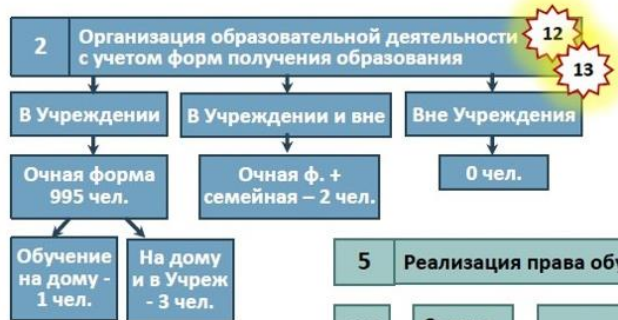 2
Организация образовательной деятельности
с учетом форм получения образования
12
13
В Учреждении
В Учреждении и вне
Вне Учреждения
Очная форма
995 чел.
Очная ф. +
семейная – 2 чел.
0 чел.
Обучение
на дому -
1 чел.
На дому
и в Учреж
- 3 чел.
5
Реализация права